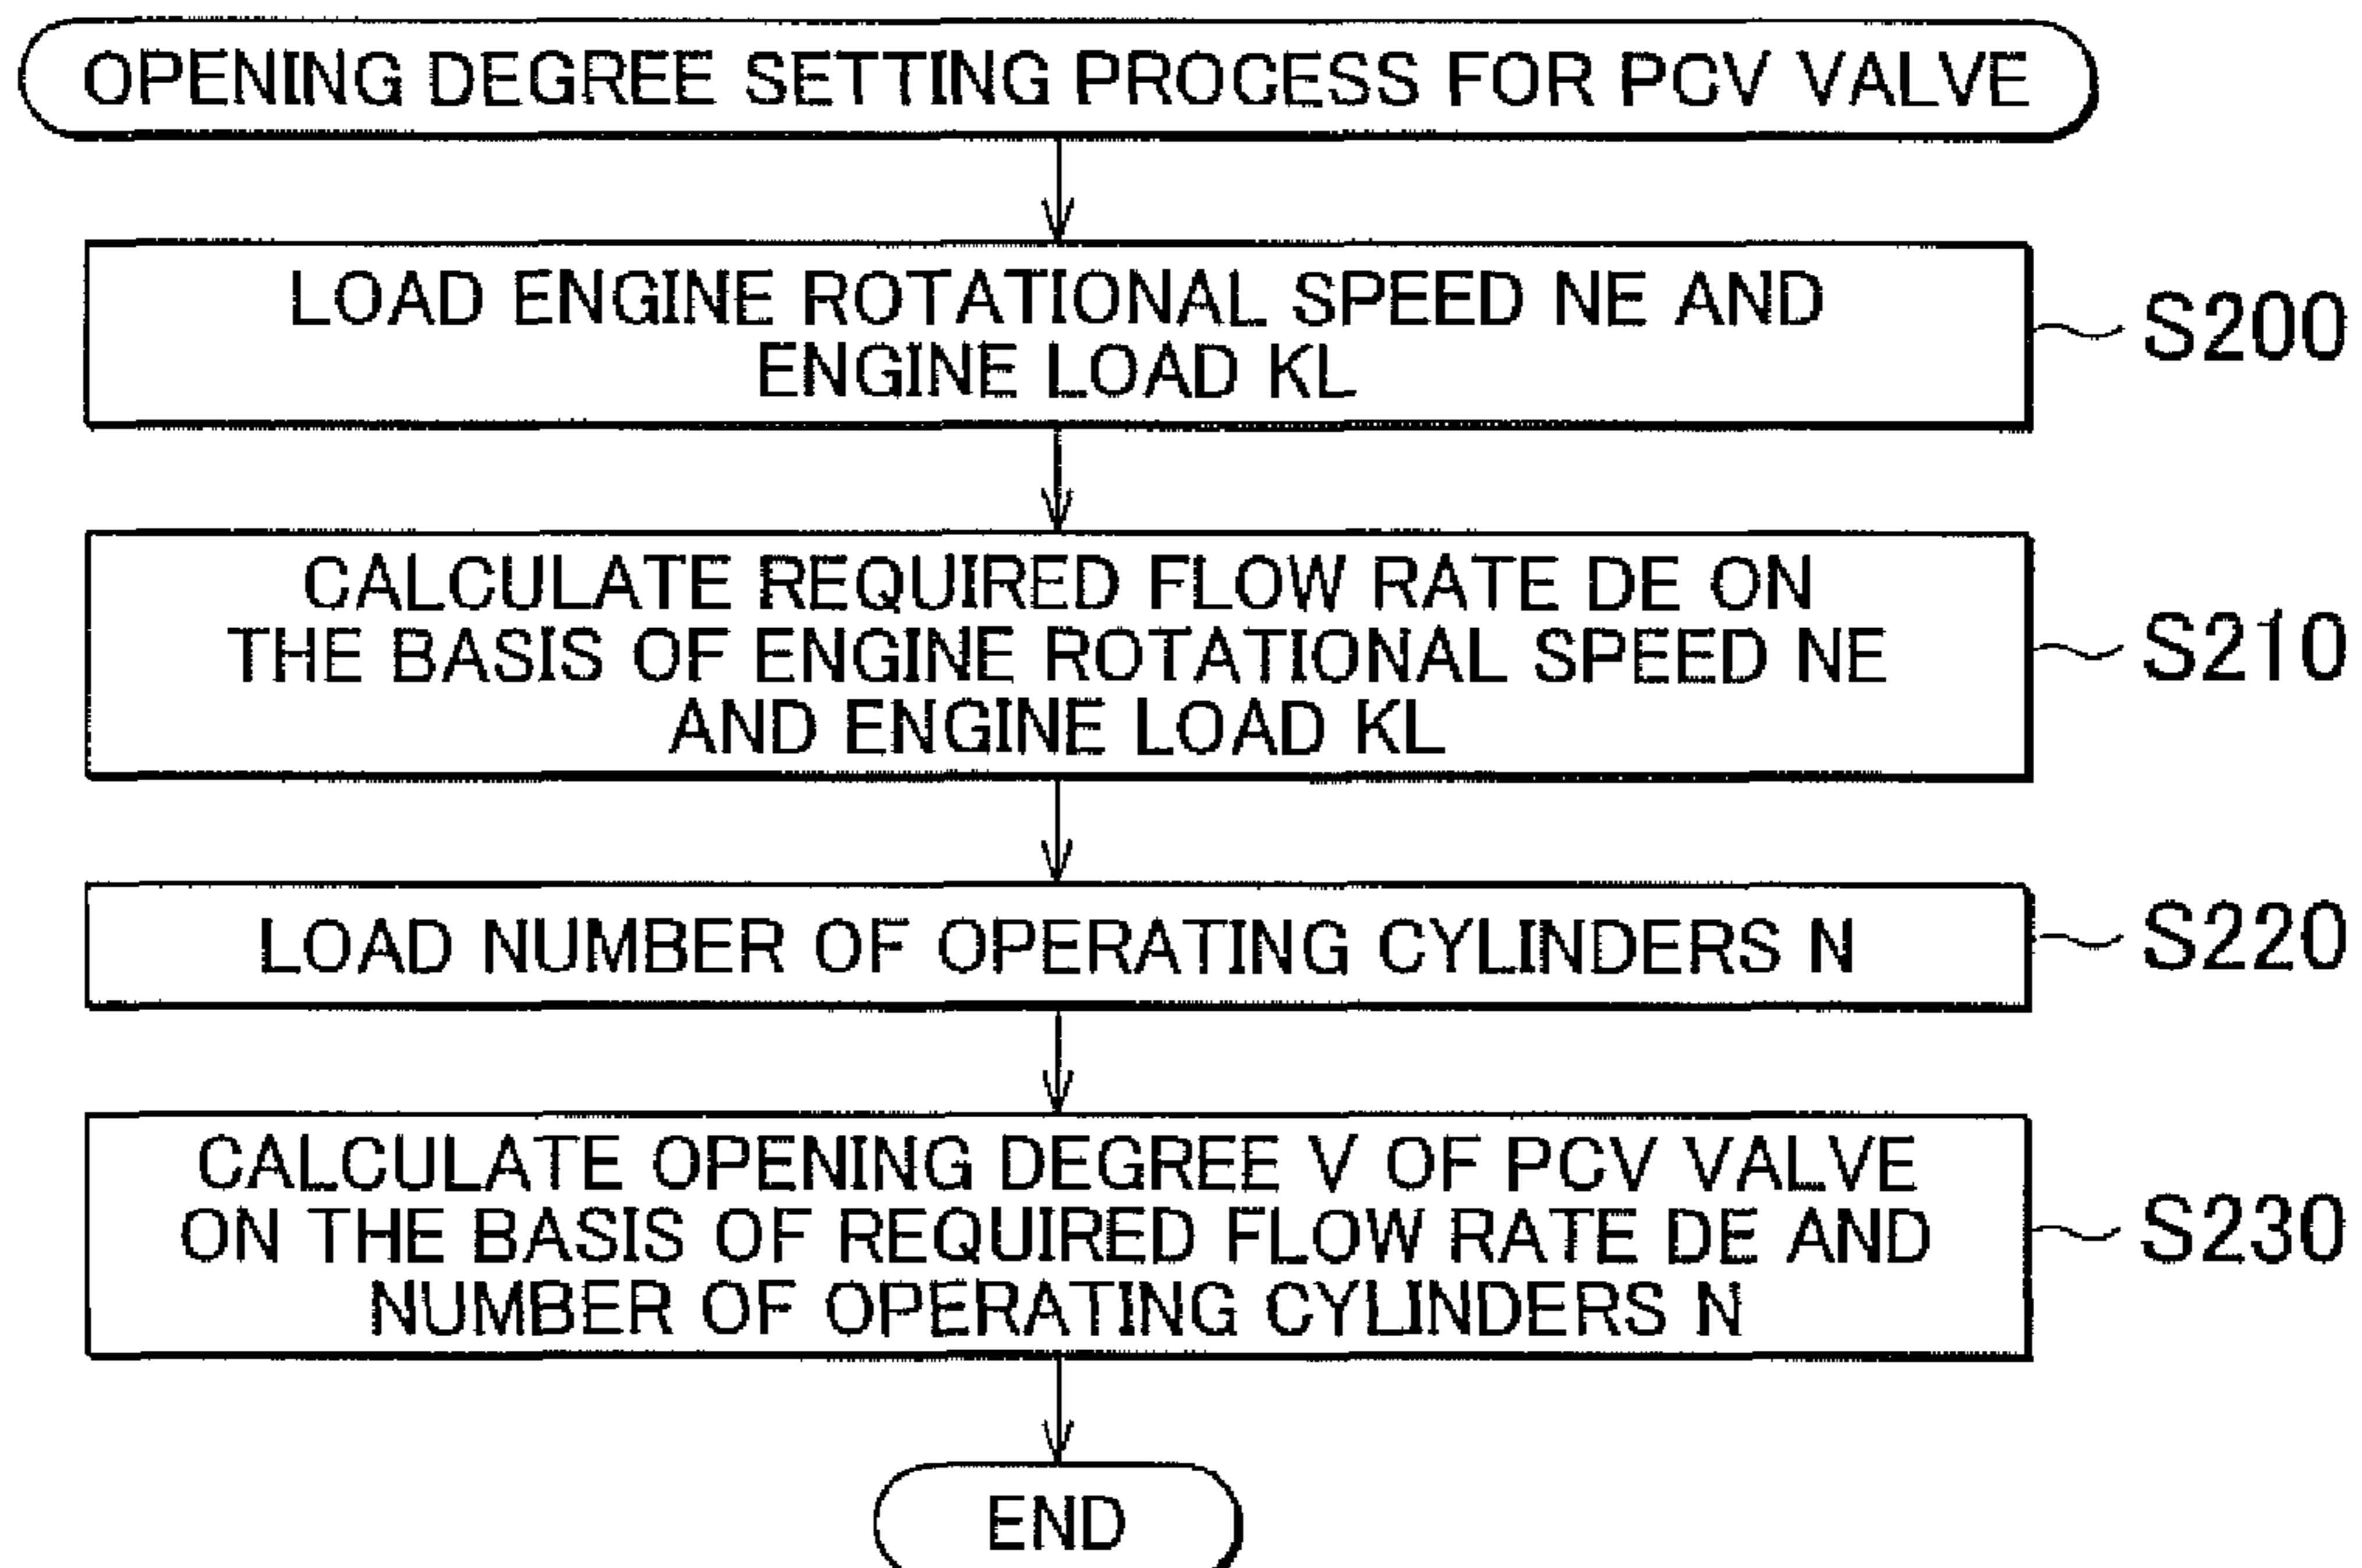 OPENING DEGREE SETTING PROCESS FOR PCV VALVE
LOAD ENGINE ROTATIONAL SPEED NE AND
ENGINE LOAD KL
S200
CALCULATE REQUIRED FLOW RATE DE ON
THE BASIS OF ENGINE ROTATIONAL SPEED NE
AND ENGINE LOAD KL
S210
LOAD NUMBER OF OPERATING CYLINDERS N
S220
CALCULATE OPENING DEGREE V OF PCV VALVE
ON THE BASIS OF REQUIRED FLOW RATE DE AND
NUMBER OF OPERATING CYLINDERS N
S230
END